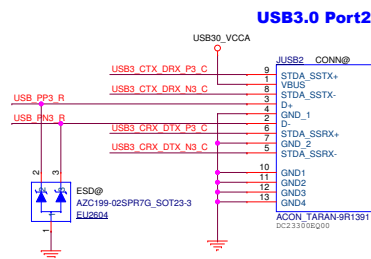 USB3.0 Port2
USB30_VCCA
JUSB2 CONN@
USB3_CTX_DRX_P3_C 9 STDA_SSTX+
1 VBUS
USB3_CTX_DRX_N3_C 8 STDA_SSTX-
USB_PP3_R 3 D+
4 GND_1
USB_PN3_R 2 D-
USB3_CRX_DTX_P3_C 6 STDA_SSRX+
7 GND_2
USB3_CRX_DTX_N3_C 5 STDA_SSRX-
10 GND1
11 GND2
12 GND3
13 GND4
2 3
ESD@
AZC199-02SPR7G_SOT23-3
EU2604
1
ACON_TARAN-9R1391
DC23300EQ00